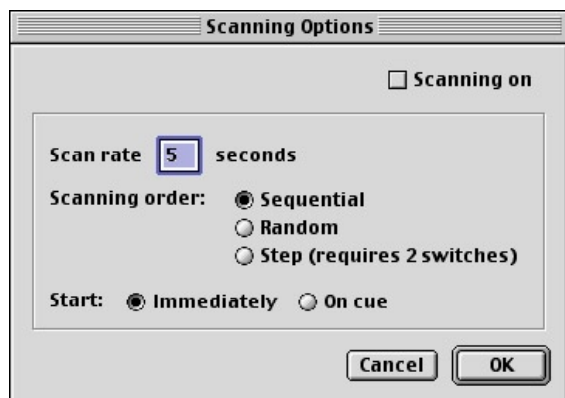 Scanning Options
Scanning on
Scan rate 5 seconds
Scanning order: Sequential
Random
Step (requires 2 switches)
Start: Immediately On cue
Cancel OK